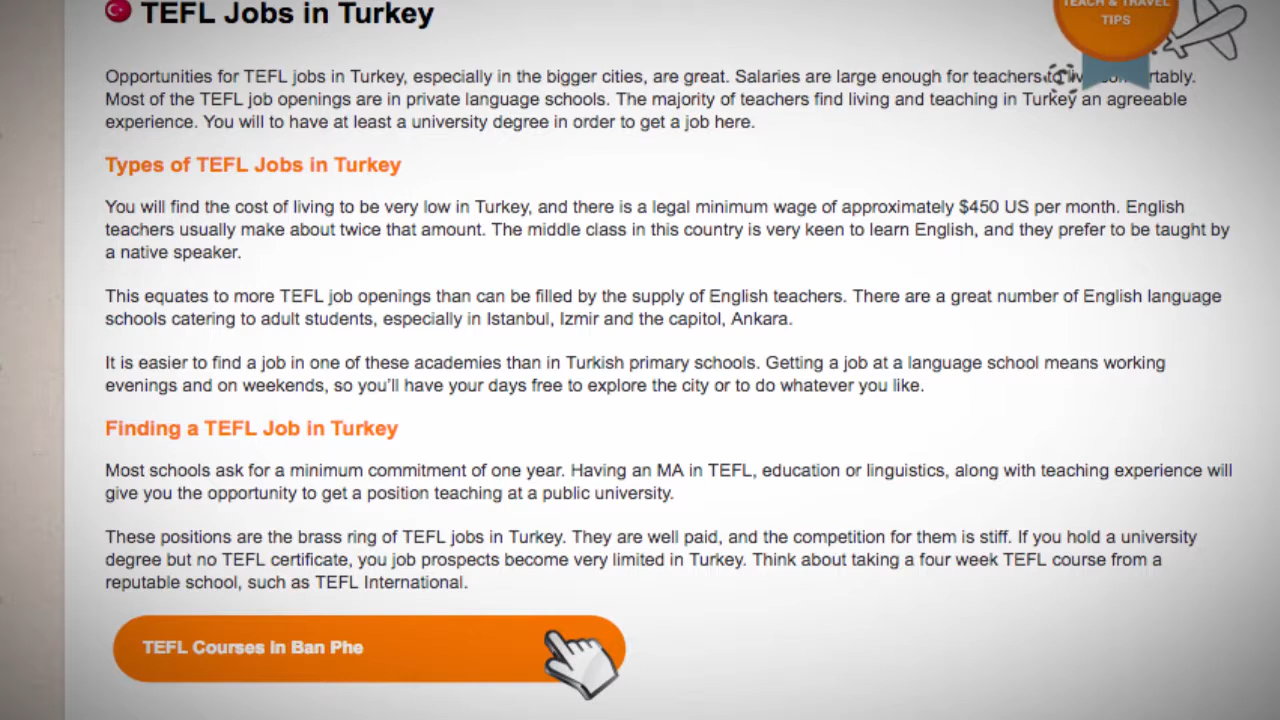 TEFL Jobs in Turkey
TEACH & TRAVEL
TIPS
Opportunities for TEFL jobs in Turkey, especially in the bigger cities, are great. Salaries are large enough for teachers to
Most of the TEFL job openings are in private language schools. The majority of teachers find living and teaching in Turkey an agreeable
experience. You will to have at least a university degree in order to get a job here.
Types of TEFL Jobs in Turkey
You will find the cost of living to be very low in Turkey, and there is a legal minimum wage of approximately $450 US per month. English
teachers usually make about twice that amount. The middle class in this country is very keen to learn English, and they prefer to be taught by
a native speaker.
This equates to more TEFL job openings than can be filled by the supply of English teachers. There are a great number of English language
schools catering to adult students, especially in Istanbul, Izmir and the capitol, Ankara.
It is easier to find a job in one of these academies than in Turkish primary schools. Getting a job at a language school means working
evenings and on weekends, so you'll have your days free to explore the city or to do whatever you like.
Finding a TEFL Job in Turkey
Most schools ask for a minimum commitment of one year. Having an MA in TEFL, education or linguistics, along with teaching experience will
give you the opportunity to get a position teaching at a public university.
These positions are the brass ring of TEFL jobs in Turkey. They are well paid, and the competition for them is stiff. If you hold a university
degree but no TEFL certificate, you job prospects become very limited in Turkey. Think about taking a four week TEFL course from a
reputable school, such as TEFL International.
TEFL Courses In Ban Phe